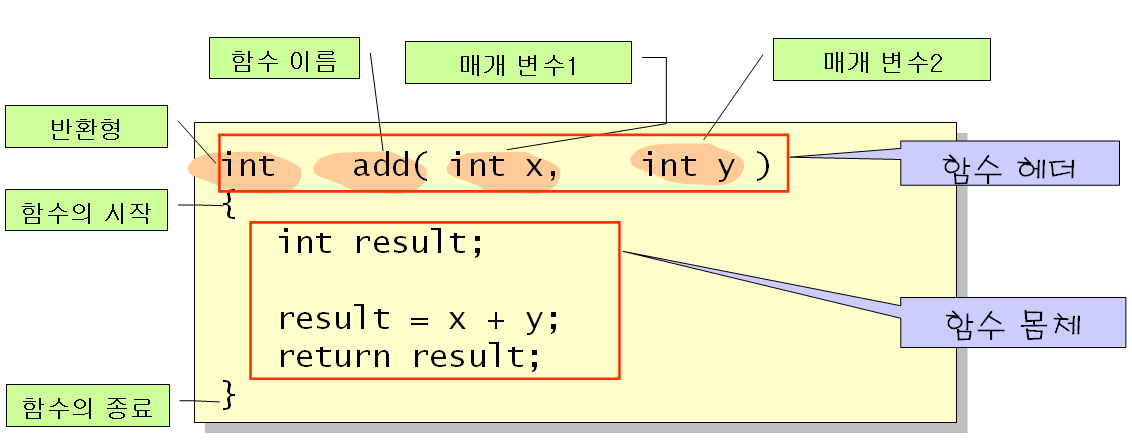 함수 이름
매개 변수1
매개 변수2
반환형
int add( int x, int y )
함수 헤더
함수의 시작
{
int result;
result = x + y;
return result;
함수 몸체
}
함수의 종료